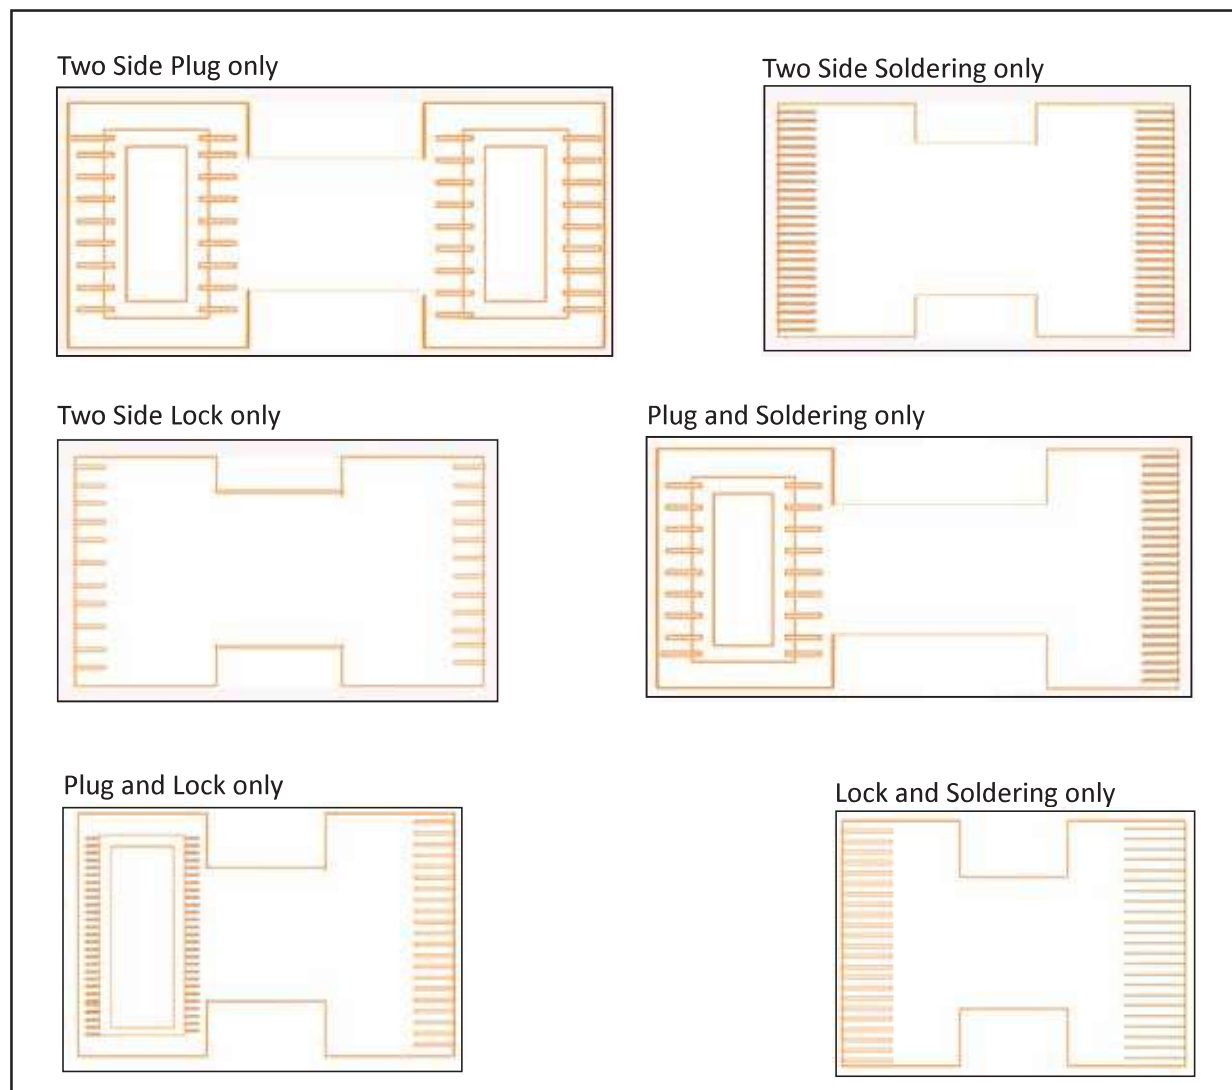 Two Side Plug only
Two Side Soldering only
Two Side Lock only
Plug and Soldering only
Plug and Lock only
Lock and Soldering only